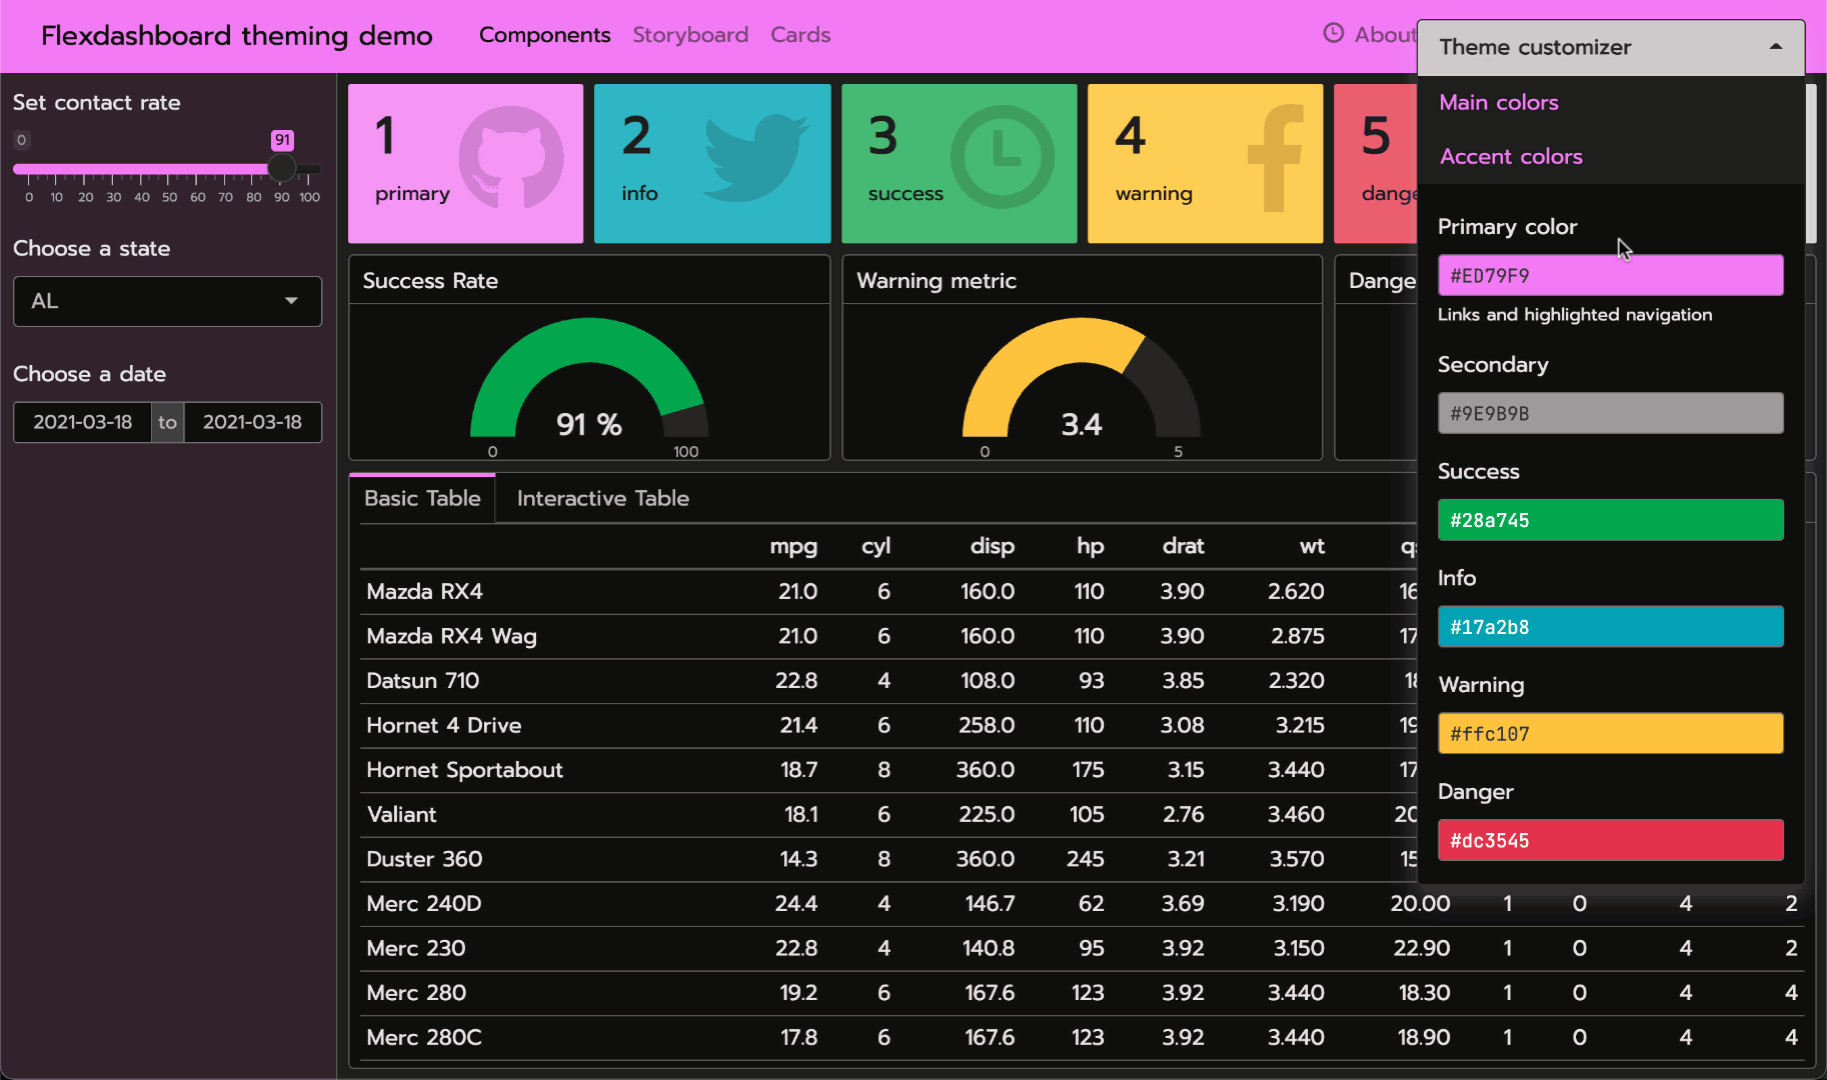 Flexdashboard theming demo Components Storyboard Cards About
Theme customizer
Main colors
Accent colors
Primary color
#ED79F9
Links and highlighted navigation
Secondary
#9E9B9B
Success
#28a745
Info
#17a2b8
Warning
#ffc107
Danger
#dc3545
Set contact rate
0 91
0 10 20 30 40 50 60 70 80 90 100
Choose a state
AL
Choose a date
2021-03-18 to 2021-03-18
1
primary
2
info
3
success
4
warning
5
Success Rate
91 %
0 100
Warning metric
3.4
0 5
Basic Table Interactive Table
mpg cyl disp hp drat wt
Mazda RX4 21.0 6 160.0 110 3.90 2.620
Mazda RX4 Wag 21.0 6 160.0 110 3.90 2.875
Datsun 710 22.8 4 108.0 93 3.85 2.320
Hornet 4 Drive 21.4 6 258.0 110 3.08 3.215
Hornet Sportabout 18.7 8 360.0 175 3.15 3.440
Valiant 18.1 6 225.0 105 2.76 3.460
Duster 360 14.3 8 360.0 245 3.21 3.570
Merc 240D 24.4 4 146.7 62 3.69 3.190 20.00 1 0 4 2
Merc 230 22.8 4 140.8 95 3.92 3.150 22.90 1 0 4 2
Merc 280 19.2 6 167.6 123 3.92 3.440 18.30 1 0 4 4
Merc 280C 17.8 6 167.6 123 3.92 3.440 18.90 1 0 4 4